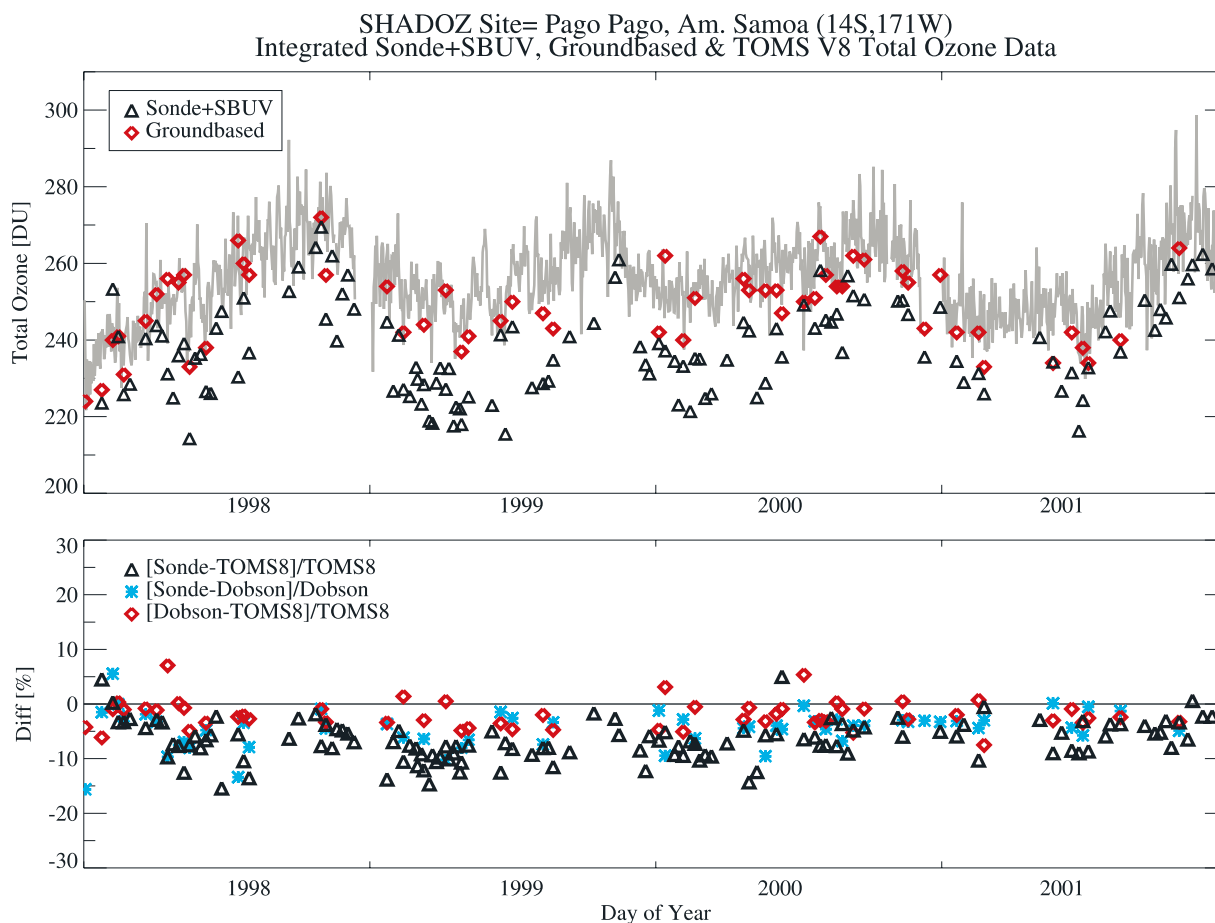 SHADOZ Site= Pago Pago, Am. Samoa (14S,171W)
Integrated Sonde+SBUV, Groundbased & TOMS V8 Total Ozone Data
Total Ozone [DU]
300
280
260
240
220
200
Sonde+SBUV
Groundbased
1998
1999
2000
2001
Diff [%]
30
20
10
0
-10
-20
-30
[Sonde-TOMS8]/TOMS8
[Sonde-Dobson]/Dobson
[Dobson-TOMS8]/TOMS8
1998
1999
2000
2001
Day of Year